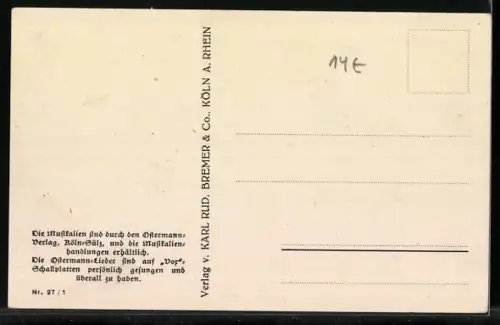 Die Musikalien sind durch den Ostermann-
Verlag, Köln-Sülz, und die Musikalien-
handlungen erhältlich.
Die Ostermann-Lieder sind auf „Vox"-
Schallplatten persönlich gesungen und
überall zu haben.
Nr. 27/1
Verlag v. KARL RUD. BREMER & Co., KÖLN A. RHEIN
14€